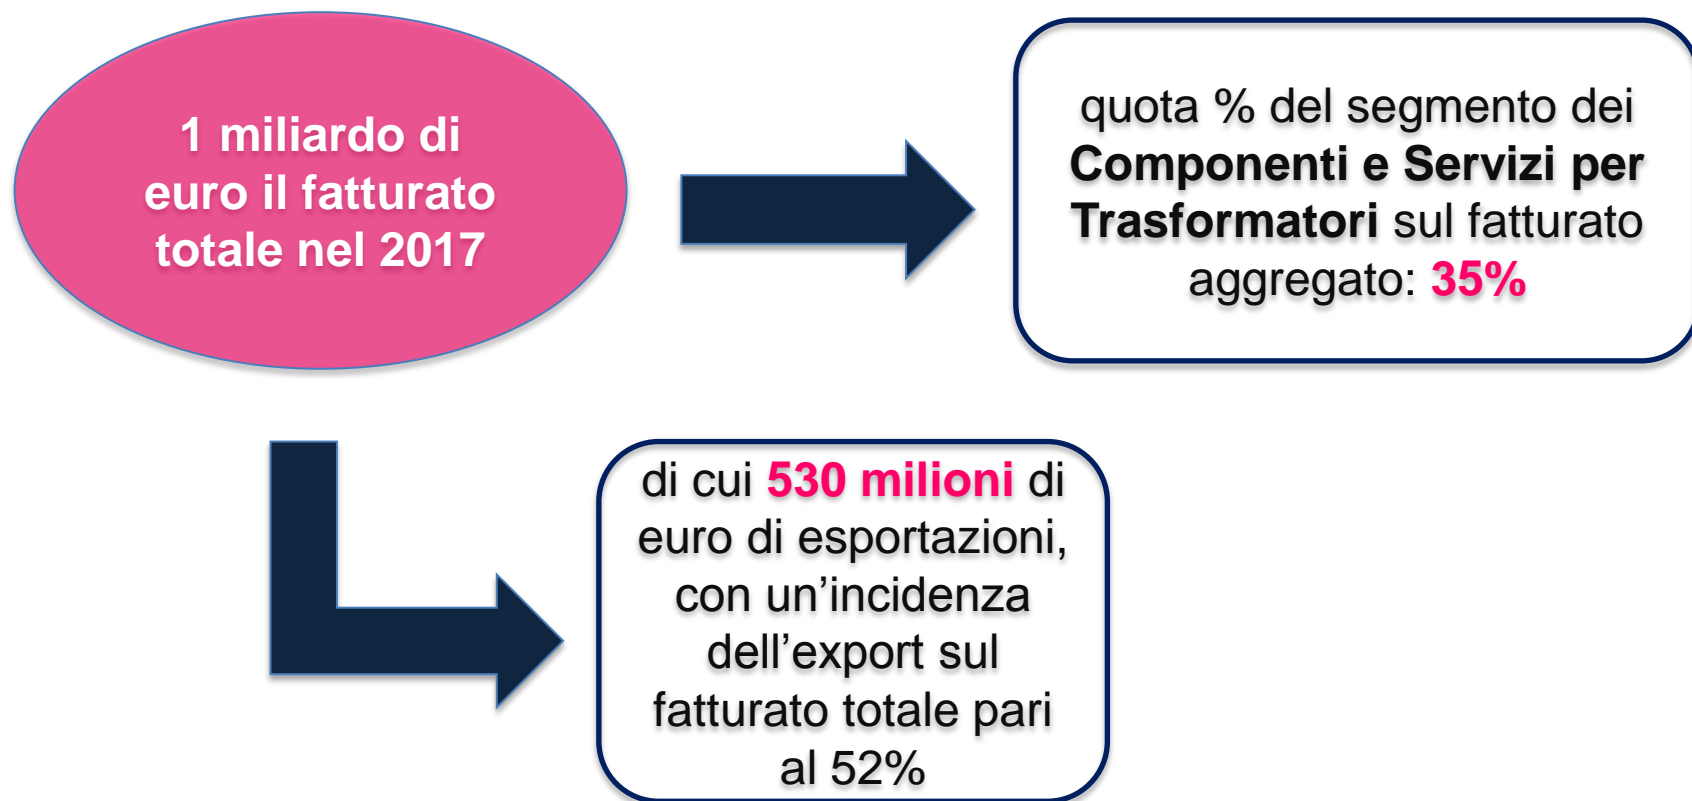 1 miliardo di
euro il fatturato
totale nel 2017
quota % del segmento dei
Componenti e Servizi per
Trasformatori sul fatturato
aggregato: 35%
di cui 530 milioni di
euro di esportazioni,
con un’incidenza
dell’export sul
fatturato totale pari
al 52%